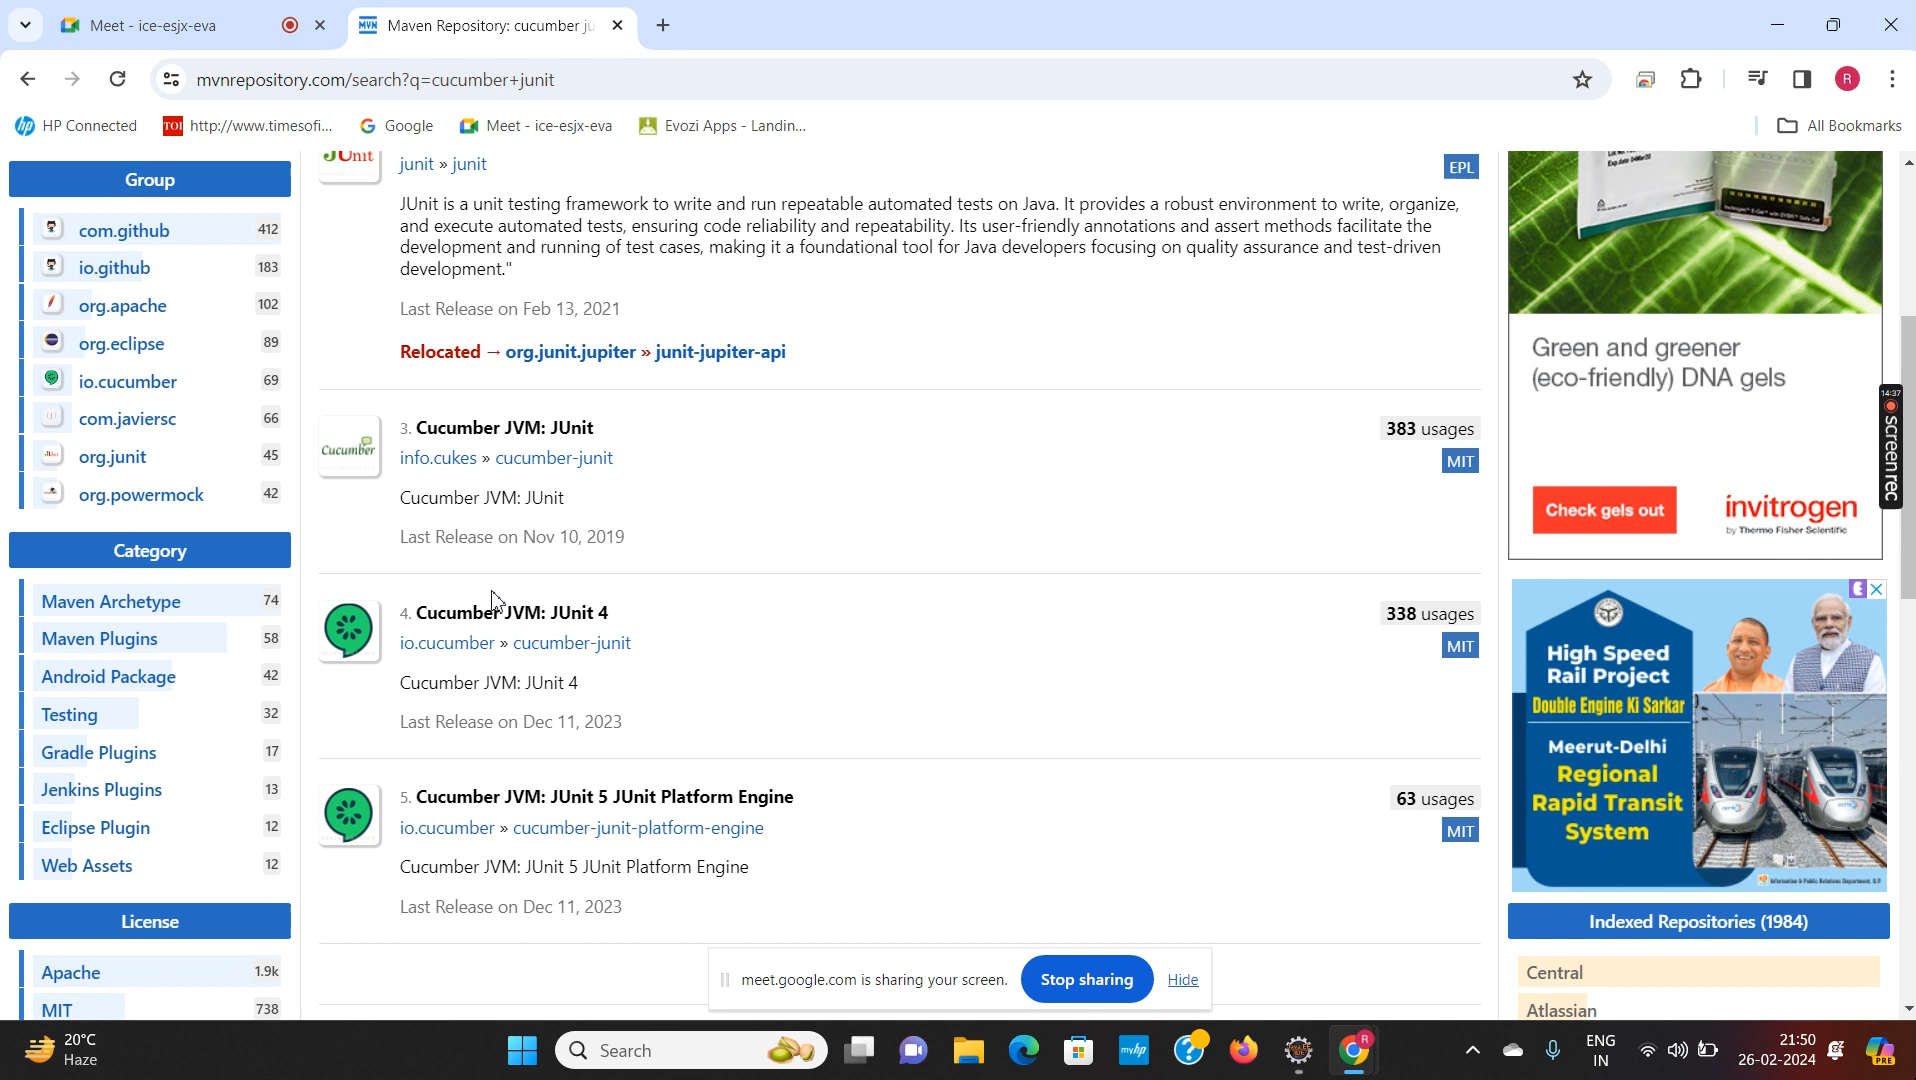 Meet - ice-esjx-eva
Maven Repository: cucumber ju
mvnrepository.com/search?q=cucumber+junit
R
HP Connected
http://www.timesofi...
Google
Meet - ice-esjx-eva
Evozi Apps - Landin...
All Bookmarks
Group
com.github 412
io.github 183
org.apache 102
org.eclipse 89
io.cucumber 69
com.javiersc 66
org.junit 45
org.powermock 42
Category
Maven Archetype 74
Maven Plugins 58
Android Package 42
Testing 32
Gradle Plugins 17
Jenkins Plugins 13
Eclipse Plugin 12
Web Assets 12
License
Apache 1.9k
MIT 738
JUnit
junit » junit
EPL
JUnit is a unit testing framework to write and run repeatable automated tests on Java. It provides a robust environment to write, organize,
and execute automated tests, ensuring code reliability and repeatability. Its user-friendly annotations and assert methods facilitate the
development and running of test cases, making it a foundational tool for Java developers focusing on quality assurance and test-driven
development."
Last Release on Feb 13, 2021
Relocated → org.junit.jupiter » junit-jupiter-api
Cucumber
3. Cucumber JVM: JUnit
383 usages
info.cukes » cucumber-junit
MIT
Cucumber JVM: JUnit
Last Release on Nov 10, 2019
4. Cucumber JVM: JUnit 4
338 usages
io.cucumber » cucumber-junit
MIT
Cucumber JVM: JUnit 4
Last Release on Dec 11, 2023
5. Cucumber JVM: JUnit 5 JUnit Platform Engine
63 usages
io.cucumber » cucumber-junit-platform-engine
MIT
Cucumber JVM: JUnit 5 JUnit Platform Engine
Last Release on Dec 11, 2023
meet.google.com is sharing your screen.
Stop sharing
Hide
Green and greener
(eco-friendly) DNA gels
Check gels out
invitrogen
by Thermo Fisher Scientific
14:37
screenrec
High Speed
Rail Project
Double Engine Ki Sarkar
Meerut-Delhi
Regional
Rapid Transit
System
Indexed Repositories (1984)
Central
Atlassian
20°C
Haze
Search
myhp
ENG
IN
21:50
26-02-2024
PRE